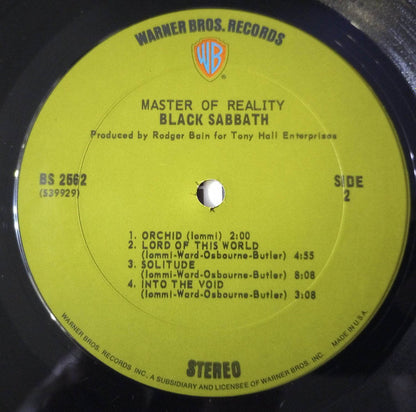 WARNER BROS. RECORDS
WB
®
MASTER OF REALITY
BLACK SABBATH
Produced by Rodger Bain for Tony Hall Enterprises
BS 2562
(S39929)
SIDE
2
1. ORCHID (Iommi) 2:00
2. LORD OF THIS WORLD
(Iommi-Ward-Osbourne-Butler) 4:55
3. SOLITUDE
(Iommi-Ward-Osbourne-Butler) 8:08
4. INTO THE VOID
(Iommi-Ward-Osbourne-Butler) 3:08
STEREO
WARNER BROS. RECORDS INC., A SUBSIDIARY AND LICENSEE OF WARNER BROS. INC. MADE IN U.S.A.